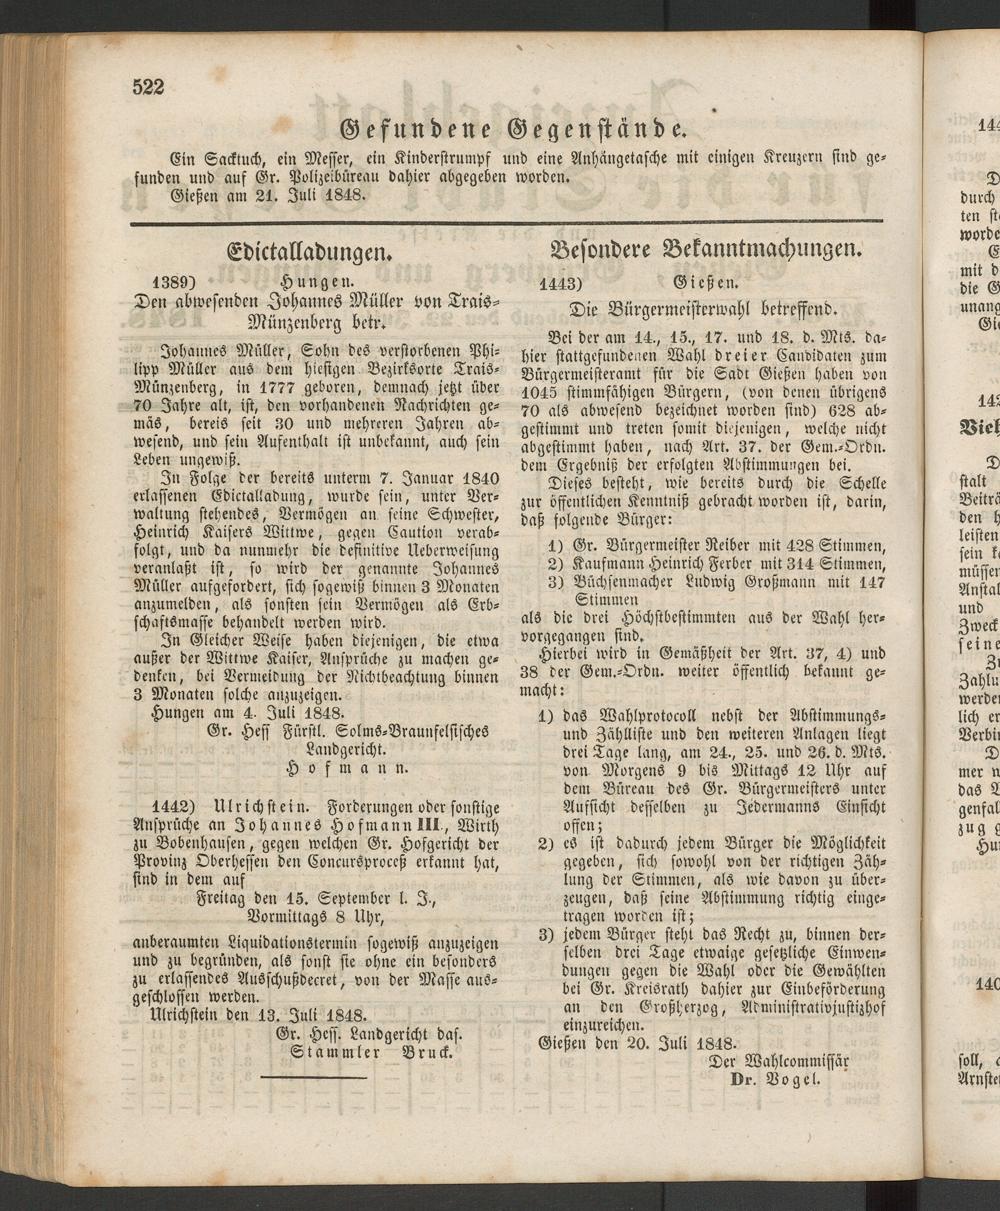 522
Gefundene Gegenstände.
Ein Sacktuch, ein Messer, ein Kinderstrumpf und eine Anhängetasche mit einigen Kreuzern sind ge-
funden und auf Gr. Polizeibüreau dahier abgegeben worden.
Gießen am 21. Juli 1848.
Edictalladungen.
1389) Hungen.
Den abwesenden Johannes Müller von Trais-
Münzenberg betr.
Johannes Müller, Sohn des verstorbenen Phi-
lipp Müller aus dem hiesigen Bezirksorte Trais-
Münzenberg, in 1777 geboren, demnach jetzt über
70 Jahre alt, ist, den vorhandenen Nachrichten ge-
mäs, bereis seit 30 und mehreren Jahren ab-
wesend, und sein Aufenthalt ist unbekannt, auch sein
Leben ungewiß.
In Folge der bereits unterm 7. Januar 1840
erlassenen Edictalladung, wurde sein, unter Ver-
waltung stehendes, Vermögen an seine Schwester,
Heinrich Kaisers Wittwe, gegen Caution verab-
folgt, und da nunmehr die definitive Ueberweisung
veranlaßt ist, so wird der genannte Johannes
Müller aufgefordert, sich sogewiß binnen 3 Monaten
anzumelden, als sonsten sein Vermögen als Erb-
schaftsmasse behandelt werden wird.
In Gleicher Weise haben diejenigen, die etwa
außer der Wittwe Kaiser, Ansprüche zu machen ge-
denken, bei Vermeidung der Nichtbeachtung binnen
3 Monaten solche anzuzeigen.
Hungen am 4. Juli 1848.
Gr. Hess Fürstl. Solms-Braunfelsisches
Landgericht.
Hofmann.
1442) Ulrichstein. Forderungen oder sonstige
Ansprüche an Johannes Hofmann III., Wirth
zu Bobenhausen, gegen welchen Gr. Hofgericht der
Provinz Oberhessen den Concursproceß erkannt hat,
sind in dem auf
Freitag den 15. September l. J.,
Vormittags 8 Uhr,
anberaumten Liquidationstermin sogewiß anzuzeigen
und zu begründen, als sonst sie ohne ein besonders
zu erlassendes Ausschußdecret, von der Masse aus-
geschlossen werden.
Ulrichstein den 13. Juli 1848.
Gr. Hess. Landgericht das.
Stammler Bruck.
Besondere Bekanntmachungen.
1443) Gießen.
Die Bürgermeisterwahl betreffend.
Bei der am 14., 15., 17. und 18. d. Mts. da-
hier stattgefundenen Wahl dreier Candidaten zum
Bürgermeisteramt für die Sadt Gießen haben von
1045 stimmfähigen Bürgern, (von denen übrigens
70 als abwesend bezeichnet worden sind) 628 ab-
gestimmt und treten somit diejenigen, welche nicht
abgestimmt haben, nach Art. 37. der Gem.-Ordn.
dem Ergebniß der erfolgten Abstimmungen bei.
Dieses besteht, wie bereits durch die Schelle
zur öffentlichen Kenntniß gebracht worden ist, darin,
daß folgende Bürger:
1) Gr. Bürgermeister Reiber mit 428 Stimmen,
2) Kaufmann Heinrich Ferber mit 314 Stimmen,
3) Büchsenmacher Ludwig Großmann mit 147
Stimmen
als die drei Höchstbestimmten aus der Wahl her-
vorgegangen sind.
Hierbei wird in Gemäßheit der Art. 37, 4) und
38 der Gem.-Ordn. weiter öffentlich bekannt ge-
macht:
1) das Wahlprotocoll nebst der Abstimmungs-
und Zählliste und den weiteren Anlagen liegt
drei Tage lang, am 24., 25. und 26. d. Mts.
von Morgens 9 bis Mittags 12 Uhr auf
dem Büreau des Gr. Bürgermeisters unter
Aufsicht desselben zu Jedermanns Einsicht
offen;
2) es ist dadurch jedem Bürger die Möglichkeit
gegeben, sich sowohl von der richtigen Zäh-
lung der Stimmen, als wie davon zu über-
zeugen, daß seine Abstimmung richtig einge-
tragen worden ist;
3) jedem Bürger steht das Recht zu, binnen der-
selben drei Tage etwaige gesetzliche Einwen-
dungen gegen die Wahl oder die Gewählten
bei Gr. Kreisrath dahier zur Einbeförderung
an den Großherzog, Administrativjustizhof
einzureichen.
Gießen den 20. Juli 1848.
Der Wahlcommissär
Dr. Vogel.